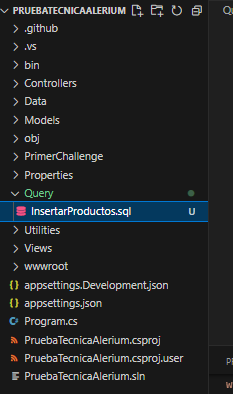 PRUEBATECNICAALERIUM
.github
.vs
bin
Controllers
Data
Models
obj
PrimerChallenge
Properties
Query
InsertarProductos.sql U
Utilities
Views
wwwroot
{} appsettings.Development.json
{} appsettings.json
Program.cs
PruebaTecnicaAlerium.csproj
PruebaTecnicaAlerium.csproj.user
PruebaTecnicaAlerium.sln